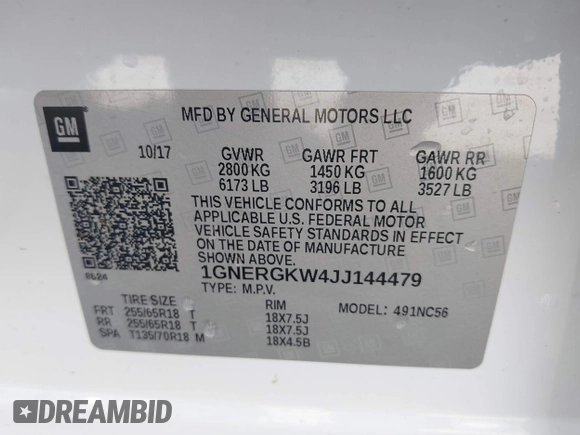 GM
MFD BY GENERAL MOTORS LLC
10/17 GVWR GAWR FRT GAWR RR
2800 KG 1450 KG 1600 KG
6173 LB 3196 LB 3527 LB
THIS VEHICLE CONFORMS TO ALL
APPLICABLE U.S. FEDERAL MOTOR
VEHICLE SAFETY STANDARDS IN EFFECT
ON THE DATE OF MANUFACTURE
SHOWN ABOVE.
8624
1GNERGKW4JJ144479
TYPE: M.P.V.
TIRE SIZE RIM MODEL: 491NC56
FRT 255/65R18 T 18X7.5J
RR 255/65R18 T 18X7.5J
SPA T135/70R18 M 18X4.5B
DREAMBID